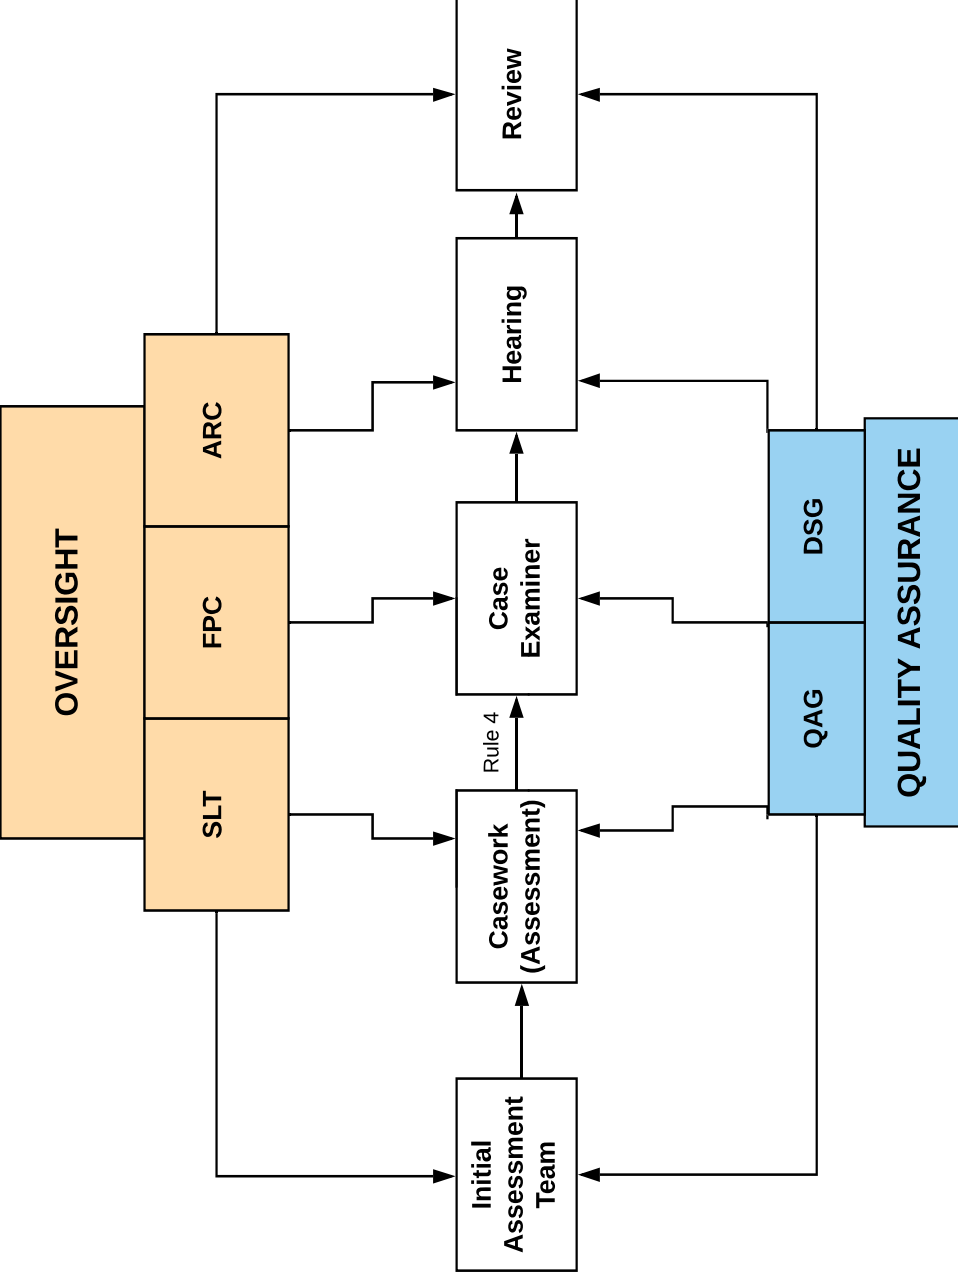 OVERSIGHT
SLT
FPC
ARC
Initial
Assessment
Team
Casework
(Assessment)
Rule 4
Case
Examiner
Hearing
Review
QAG
DSG
QUALITY ASSURANCE